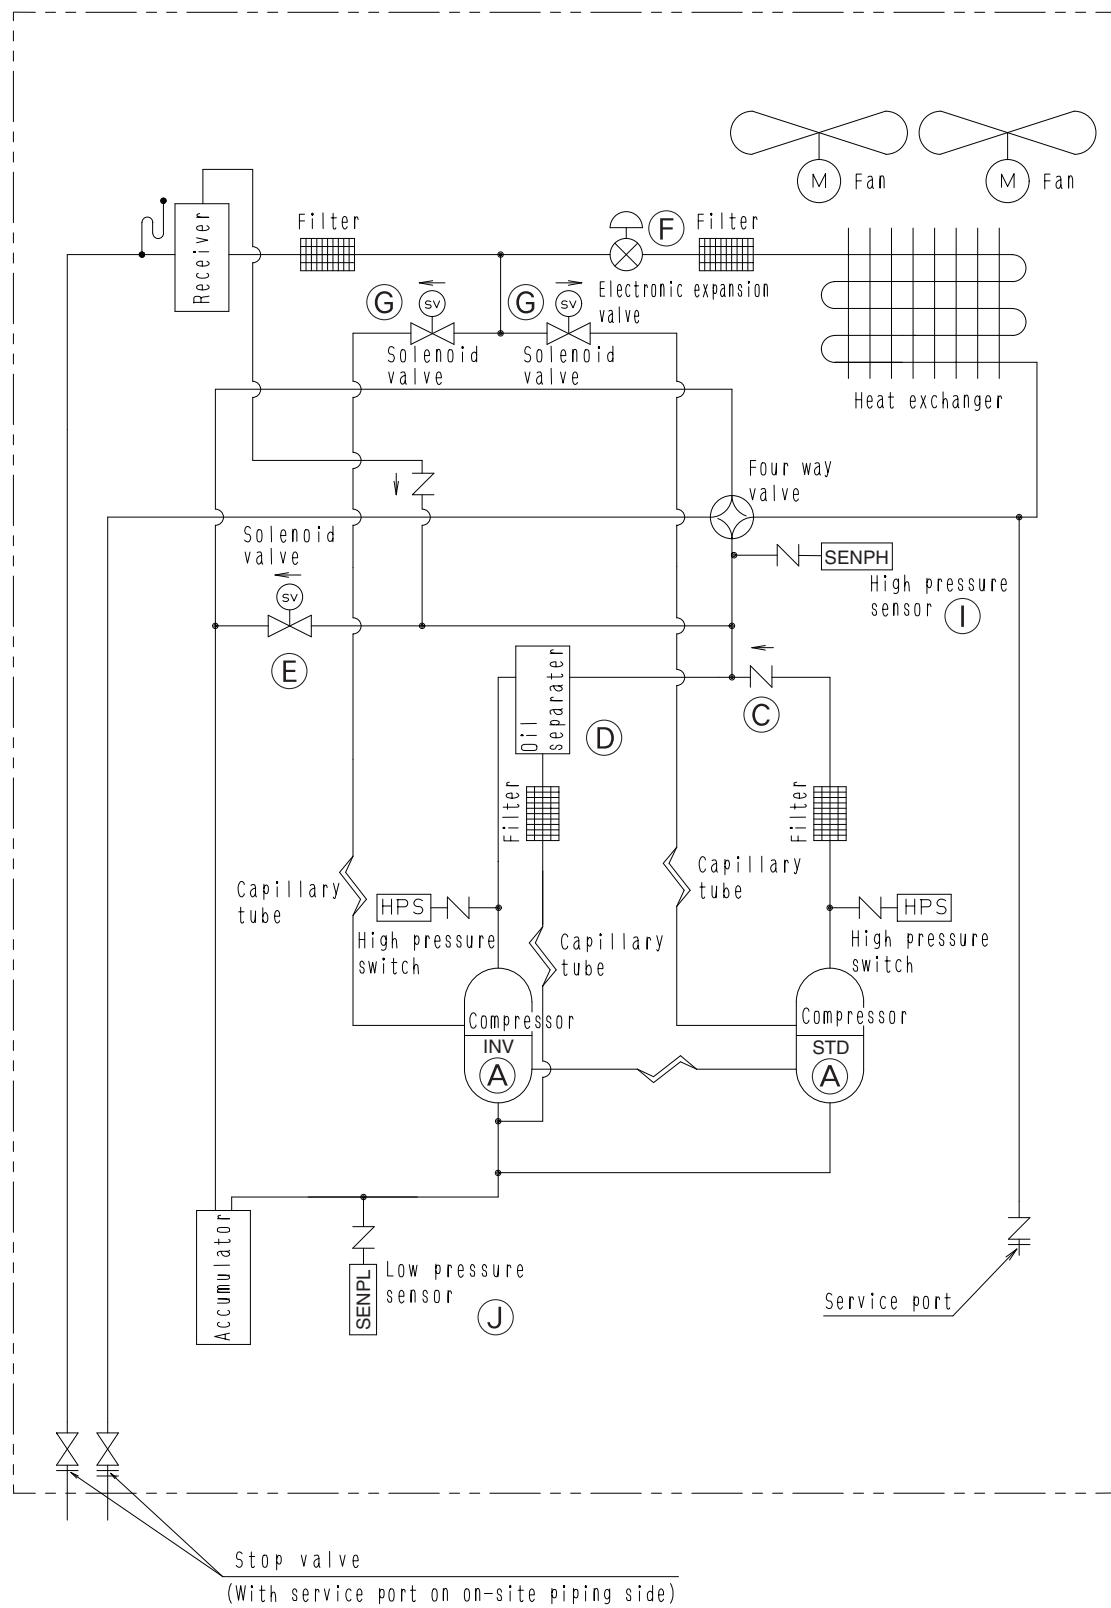 M
Fan
M
Fan
Receiver
Filter
F
Filter
G
SV
G
SV
Electronic expansion
valve
Solenoid
valve
Solenoid
valve
Heat exchanger
Four way
valve
Solenoid
valve
SENPH
High pressure
sensor
I
SV
E
Oil
separater
D
C
Filter
Filter
Capillary
tube
Capillary
tube
HPS
HPS
High pressure
switch
Capillary
tube
High pressure
switch
Compressor
INV
A
Compressor
STD
A
Accumulator
SENPL
Low pressure
sensor
J
Service port
Stop valve
(With service port on on-site piping side)